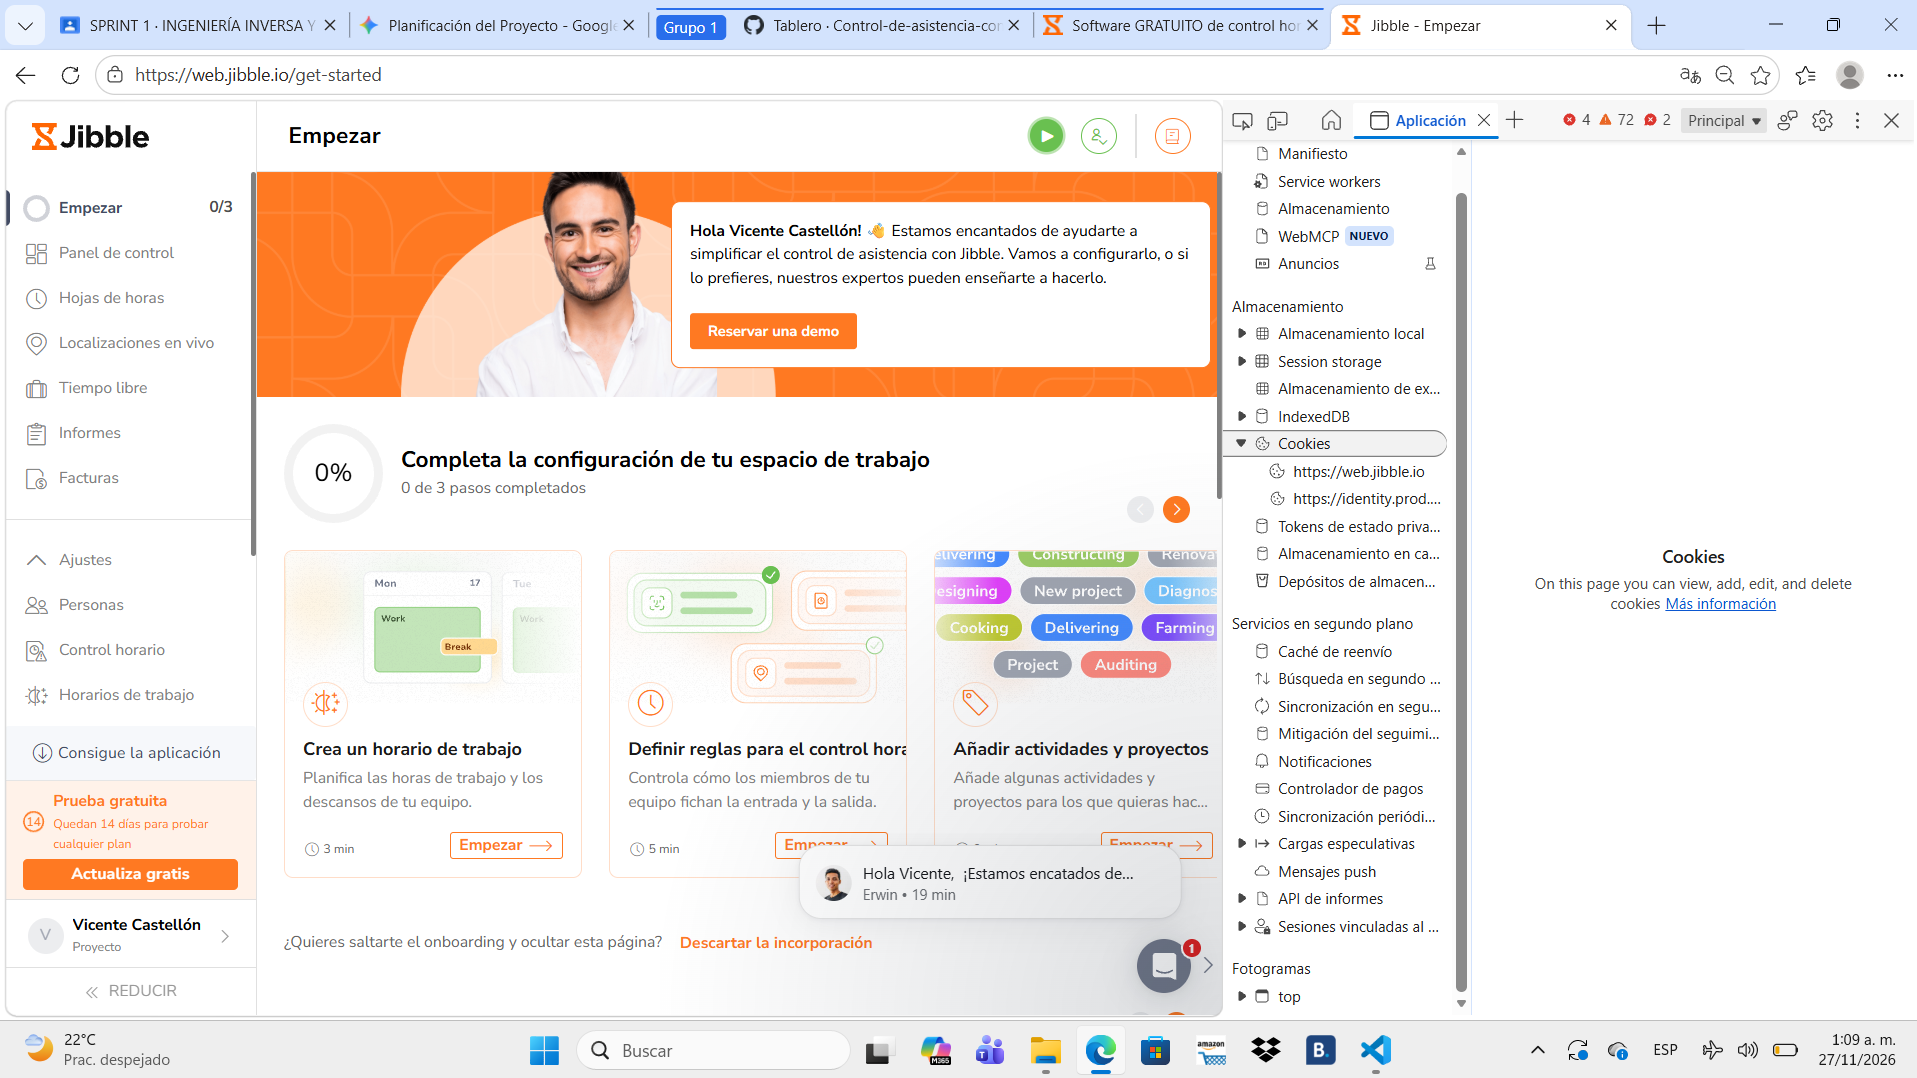 SPRINT 1 · INGENIERÍA INVERSA Y
Planificación del Proyecto - Google
Grupo 1
Tablero · Control-de-asistencia-con
Software GRATUITO de control hor
Jibble - Empezar
https://web.jibble.io/get-started
Jibble
Empezar
0/3
Panel de control
Hojas de horas
Localizaciones en vivo
Tiempo libre
Informes
Facturas
Ajustes
Personas
Control horario
Horarios de trabajo
Consigue la aplicación
14
Prueba gratuita
Quedan 14 días para probar
cualquier plan
Actualiza gratis
V
Vicente Castellón
Proyecto
REDUCIR
Empezar
Hola Vicente Castellón! 👋 Estamos encantados de ayudarte a
simplificar el control de asistencia con Jibble. Vamos a configurarlo, o si
lo prefieres, nuestros expertos pueden enseñarte a hacerlo.
Reservar una demo
0%
Completa la configuración de tu espacio de trabajo
0 de 3 pasos completados
Mon 17
Tue
Work
Work
Break
Crea un horario de trabajo
Planifica las horas de trabajo y los
descansos de tu equipo.
3 min
Empezar
Definir reglas para el control hora
Controla cómo los miembros de tu
equipo fichan la entrada y la salida.
5 min
Empezar
Constructing
New project
Diagnos
Cooking
Delivering
Farming
Project
Auditing
Añadir actividades y proyectos
Añade algunas actividades y
proyectos para los que quieras hac...
Empezar
Hola Vicente, ¡Estamos encatados de...
Erwin • 19 min
1
¿Quieres saltarte el onboarding y ocultar esta página?
Descartar la incorporación
Aplicación
4
72
2
Principal
Manifiesto
Service workers
Almacenamiento
WebMCP NUEVO
Anuncios
Almacenamiento
Almacenamiento local
Session storage
Almacenamiento de ex...
IndexedDB
Cookies
https://web.jibble.io
https://identity.prod....
Tokens de estado priva...
Almacenamiento en ca...
Depósitos de almacen...
Servicios en segundo plano
Caché de reenvío
Búsqueda en segundo ...
Sincronización en segu...
Mitigación del seguimi...
Notificaciones
Controlador de pagos
Sincronización periódi...
Cargas especulativas
Mensajes push
API de informes
Sesiones vinculadas al ...
Fotogramas
top
Cookies
On this page you can view, add, edit, and delete
cookies Más información
22°C
Prac. despejado
Buscar
M365
amazon
B.
ESP
1:09 a. m.
27/11/2026